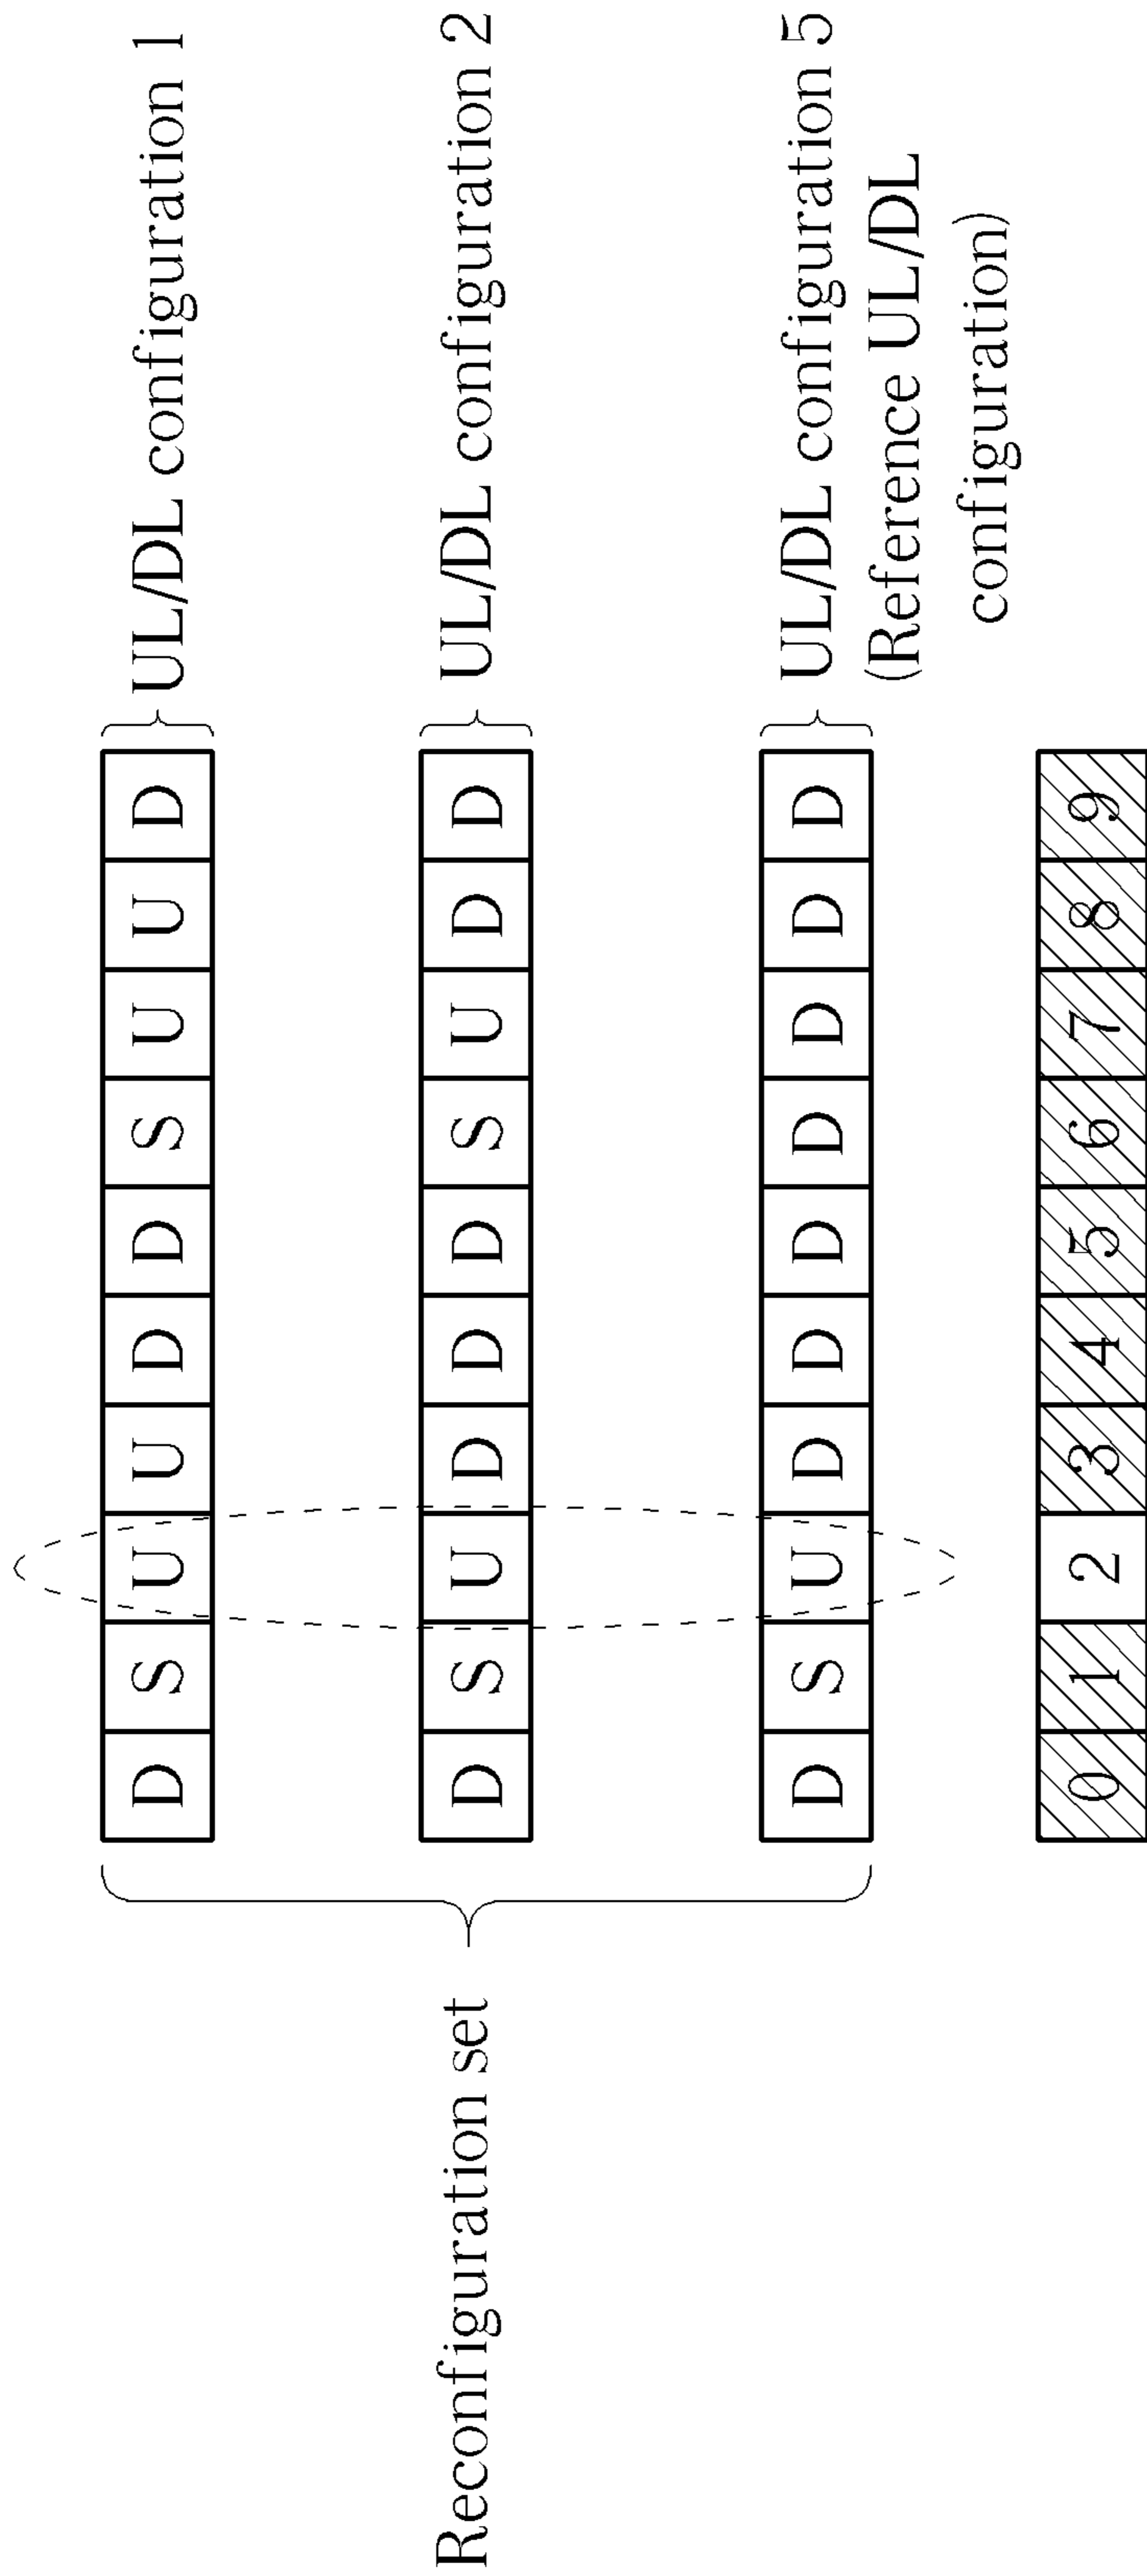 Reconfiguration set
D S U U D D S U U D
UL/DL configuration 1
D S U D D D S U D D
UL/DL configuration 2
D S U D D D D D D D
UL/DL configuration 5
(Reference UL/DL
configuration)
0 1 2 3 4 5 6 7 8 9